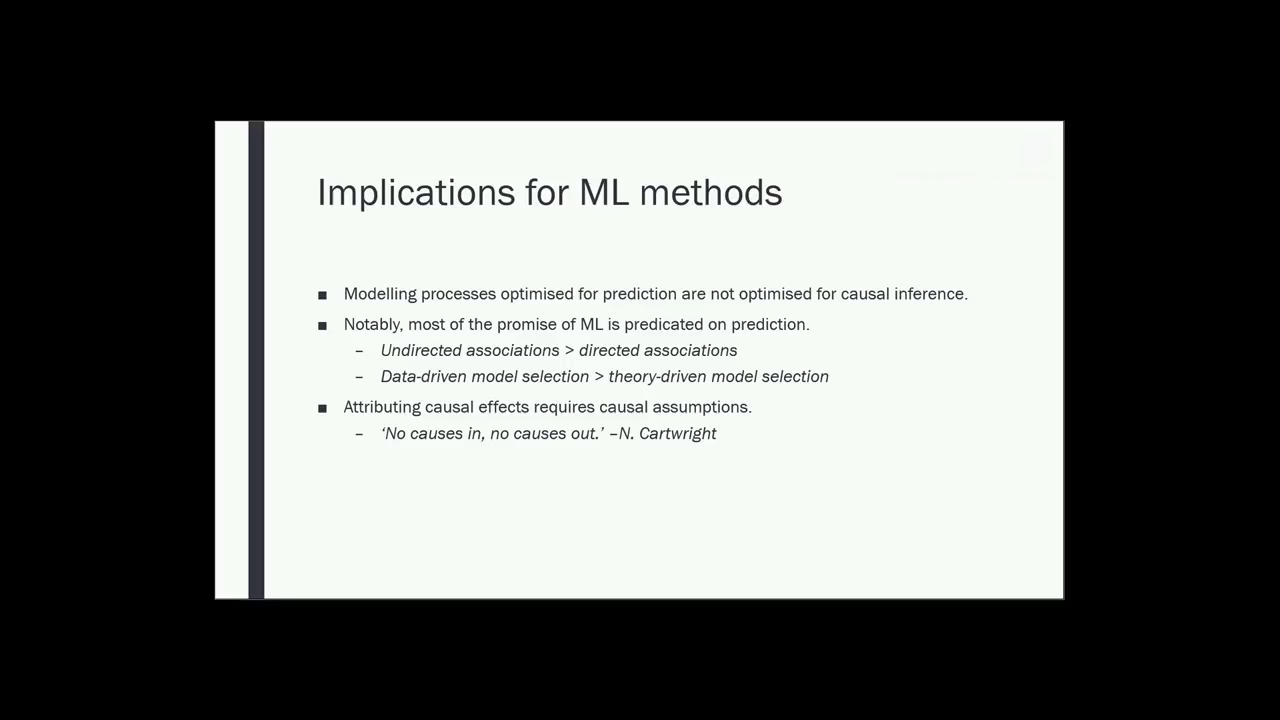 Implications for ML methods
■ Modelling processes optimised for prediction are not optimised for causal inference.
■ Notably, most of the promise of ML is predicated on prediction.
– Undirected associations > directed associations
– Data-driven model selection > theory-driven model selection
■ Attributing causal effects requires causal assumptions.
– ‘No causes in, no causes out.’ –N. Cartwright